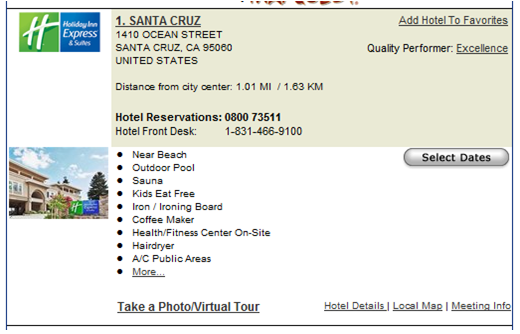 Holiday Inn
Express
& Suites
1. SANTA CRUZ
Add Hotel To Favorites
1410 OCEAN STREET
SANTA CRUZ, CA 95060
Quality Performer: Excellence
UNITED STATES
Distance from city center: 1.01 MI / 1.63 KM
Hotel Reservations: 0800 73511
Hotel Front Desk: 1-831-466-9100
Select Dates
Near Beach
Outdoor Pool
Sauna
Kids Eat Free
Iron / Ironing Board
Coffee Maker
Health/Fitness Center On-Site
Hairdryer
A/C Public Areas
More...
Take a Photo/Virtual Tour
Hotel Details | Local Map | Meeting Info